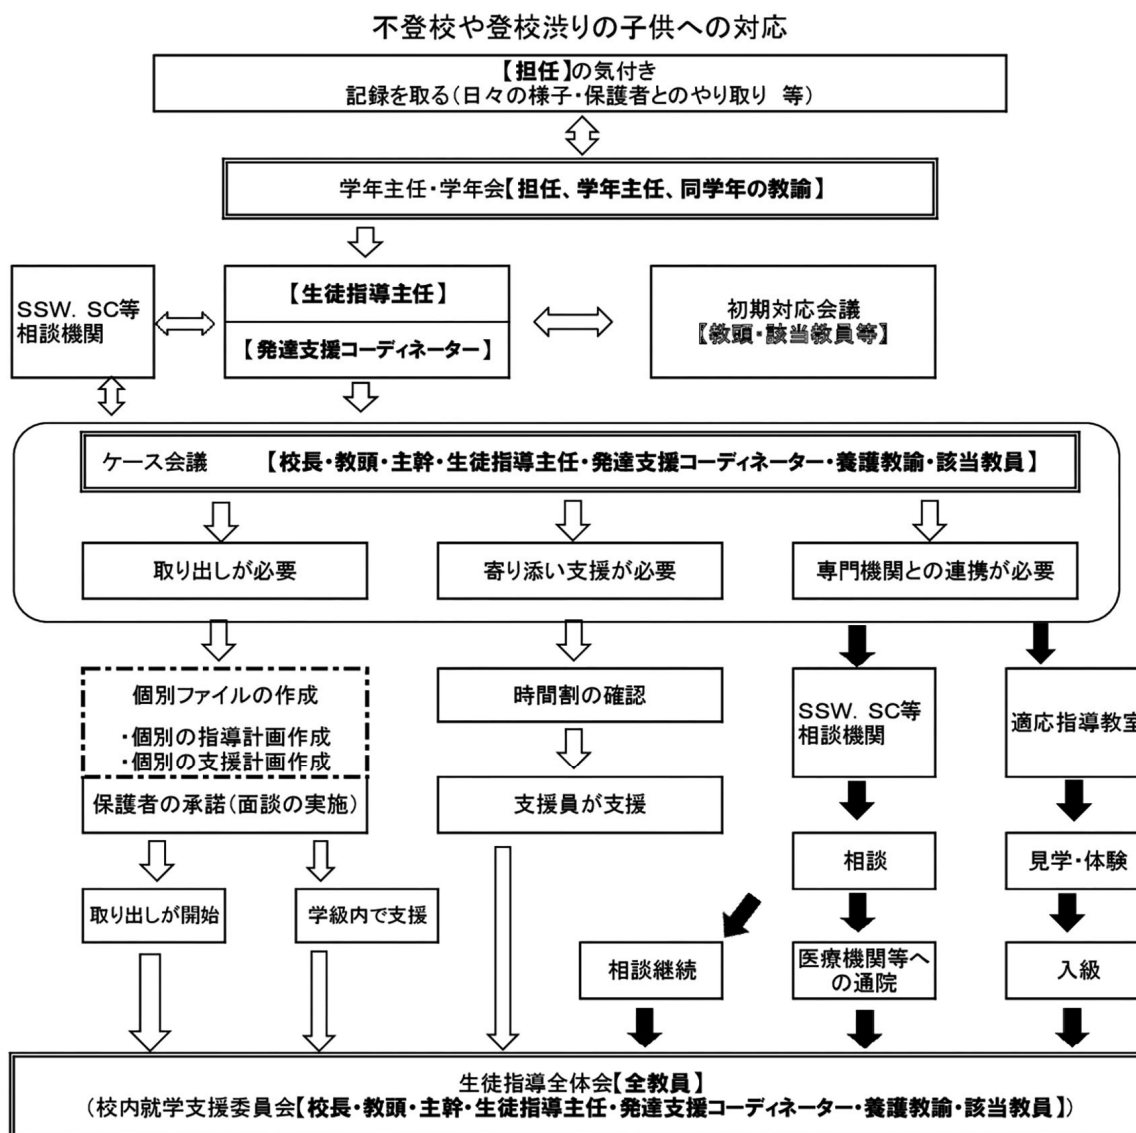 不登校や登校渋りの子供への対応
【担任】の気付き
記録を取る(日々の様子・保護者とのやり取り 等)
学年主任・学年会【担任、学年主任、同学年の教諭】
SSW．SC等
相談機関
【生徒指導主任】
【発達支援コーディネーター】
初期対応会議
【教頭・該当教員等】
ケース会議 【校長・教頭・主幹・生徒指導主任・発達支援コーディネーター・養護教諭・該当教員】
取り出しが必要
寄り添い支援が必要
専門機関との連携が必要
個別ファイルの作成
・個別の指導計画作成
・個別の支援計画作成
保護者の承諾(面談の実施)
時間割の確認
支援員が支援
SSW．SC等
相談機関
適応指導教室
相談
見学・体験
取り出しが開始
学級内で支援
相談継続
医療機関等へ
の通院
入級
生徒指導全体会【全教員】
(校内就学支援委員会【校長・教頭・主幹・生徒指導主任・発達支援コーディネーター・養護教諭・該当教員】)